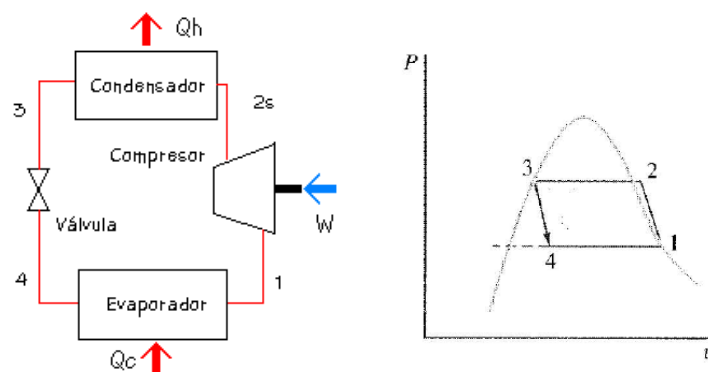 Qh
Condensador
3
2s
Compresor
Válvula
W
4
1
Evaporador
Qc
P
3
2
4
1